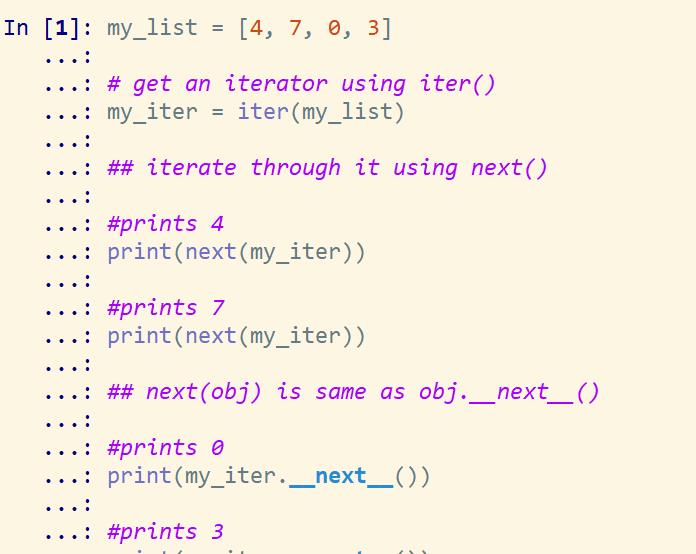 In [1]: my_list = [4, 7, 0, 3]
...:
...: # get an iterator using iter()
...: my_iter = iter(my_list)
...:
...: ## iterate through it using next()
...:
...: #prints 4
...: print(next(my_iter))
...:
...: #prints 7
...: print(next(my_iter))
...:
...: ## next(obj) is same as obj.__next__()
...:
...: #prints 0
...: print(my_iter.__next__())
...:
...: #prints 3